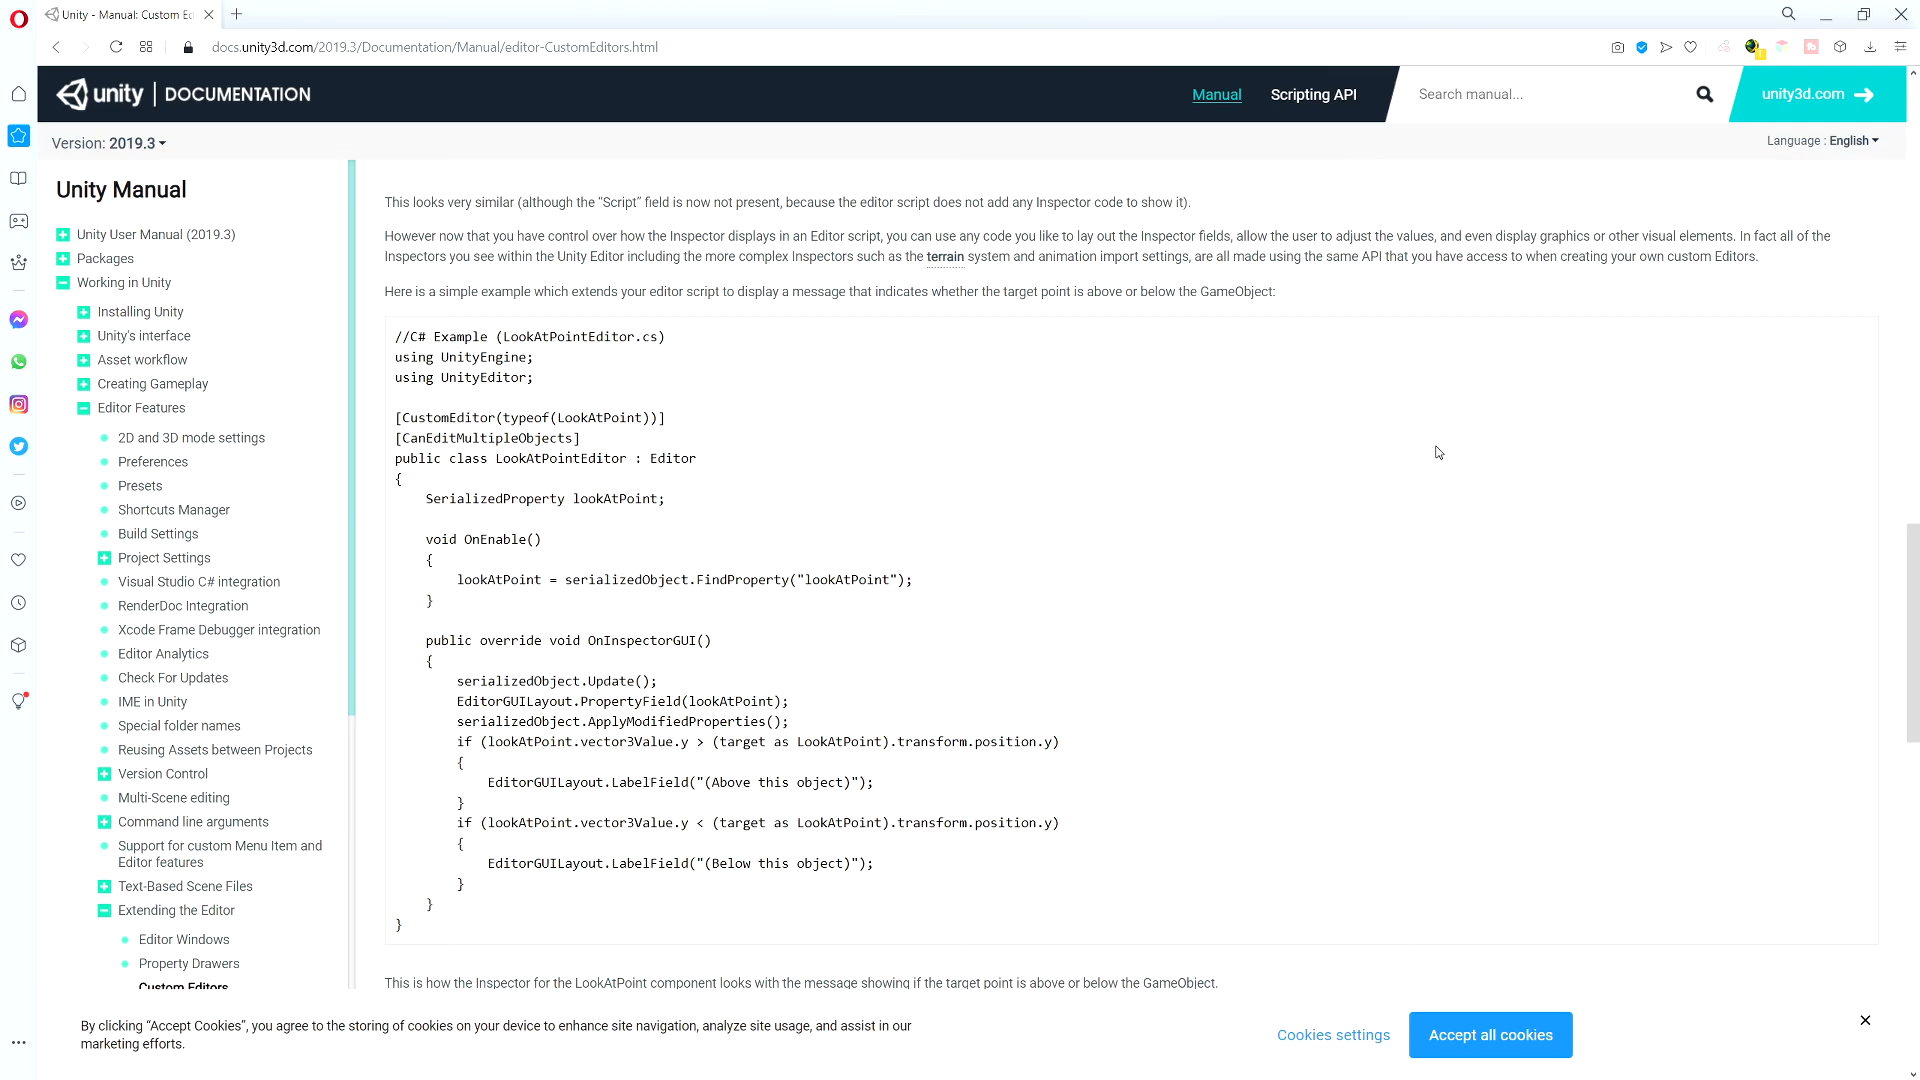 Unity - Manual: Custom Ed
docs.unity3d.com/2019.3/Documentation/Manual/editor-CustomEditors.html
unity | DOCUMENTATION
Manual
Scripting API
Search manual...
unity3d.com
Version: 2019.3
Language : English
Unity Manual
Unity User Manual (2019.3)
Packages
Working in Unity
Installing Unity
Unity's interface
Asset workflow
Creating Gameplay
Editor Features
2D and 3D mode settings
Preferences
Presets
Shortcuts Manager
Build Settings
Project Settings
Visual Studio C# integration
RenderDoc Integration
Xcode Frame Debugger integration
Editor Analytics
Check For Updates
IME in Unity
Special folder names
Reusing Assets between Projects
Version Control
Multi-Scene editing
Command line arguments
Support for custom Menu Item and
Editor features
Text-Based Scene Files
Extending the Editor
Editor Windows
Property Drawers
Custom Editors
This looks very similar (although the “Script” field is now not present, because the editor script does not add any Inspector code to show it).
However now that you have control over how the Inspector displays in an Editor script, you can use any code you like to lay out the Inspector fields, allow the user to adjust the values, and even display graphics or other visual elements. In fact all of the
Inspectors you see within the Unity Editor including the more complex Inspectors such as the terrain system and animation import settings, are all made using the same API that you have access to when creating your own custom Editors.
Here is a simple example which extends your editor script to display a message that indicates whether the target point is above or below the GameObject:
//C# Example (LookAtPointEditor.cs)
using UnityEngine;
using UnityEditor;
[CustomEditor(typeof(LookAtPoint))]
[CanEditMultipleObjects]
public class LookAtPointEditor : Editor
{
SerializedProperty lookAtPoint;
void OnEnable()
{
lookAtPoint = serializedObject.FindProperty("lookAtPoint");
}
public override void OnInspectorGUI()
{
serializedObject.Update();
EditorGUILayout.PropertyField(lookAtPoint);
serializedObject.ApplyModifiedProperties();
if (lookAtPoint.vector3Value.y > (target as LookAtPoint).transform.position.y)
{
EditorGUILayout.LabelField("(Above this object)");
}
if (lookAtPoint.vector3Value.y < (target as LookAtPoint).transform.position.y)
{
EditorGUILayout.LabelField("(Below this object)");
}
}
}
This is how the Inspector for the LookAtPoint component looks with the message showing if the target point is above or below the GameObject.
By clicking “Accept Cookies”, you agree to the storing of cookies on your device to enhance site navigation, analyze site usage, and assist in our
marketing efforts.
Cookies settings
Accept all cookies